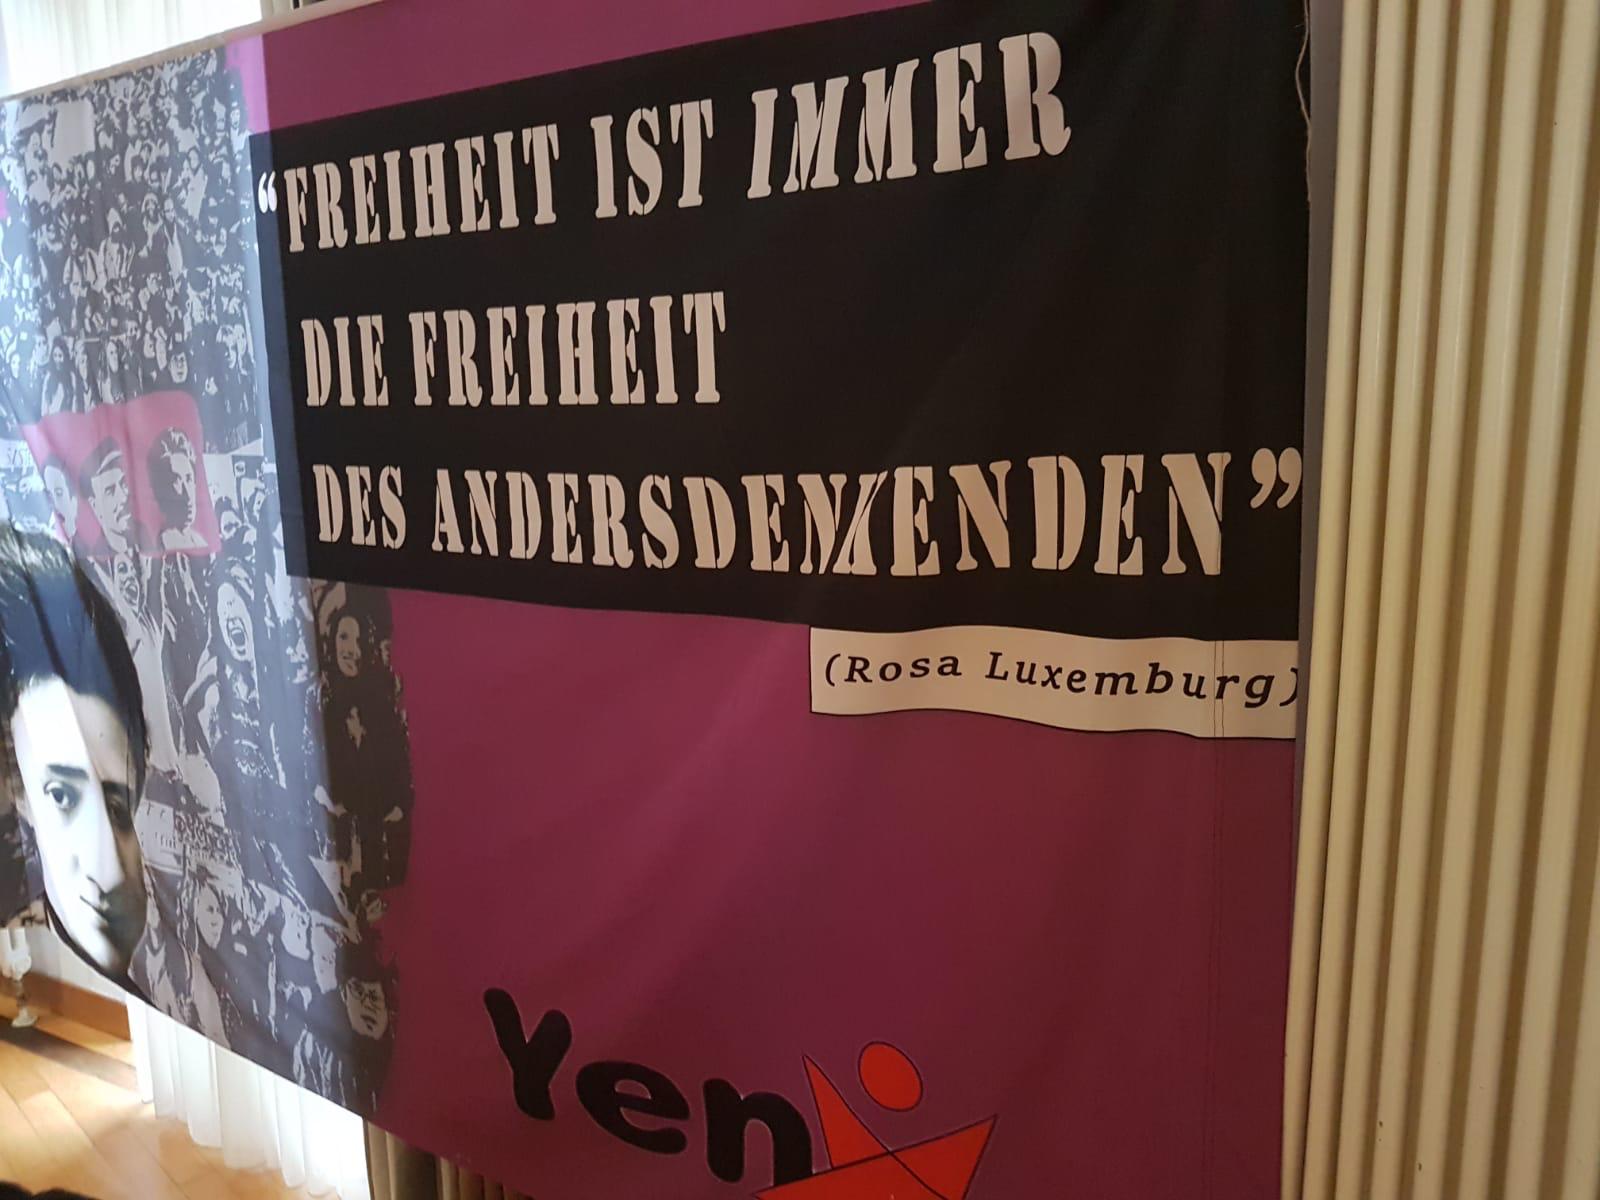 “FREIHEIT IST IMMER
DIE FREIHEIT
DES ANDERSDENKENDEN”
(Rosa Luxemburg)
Yen